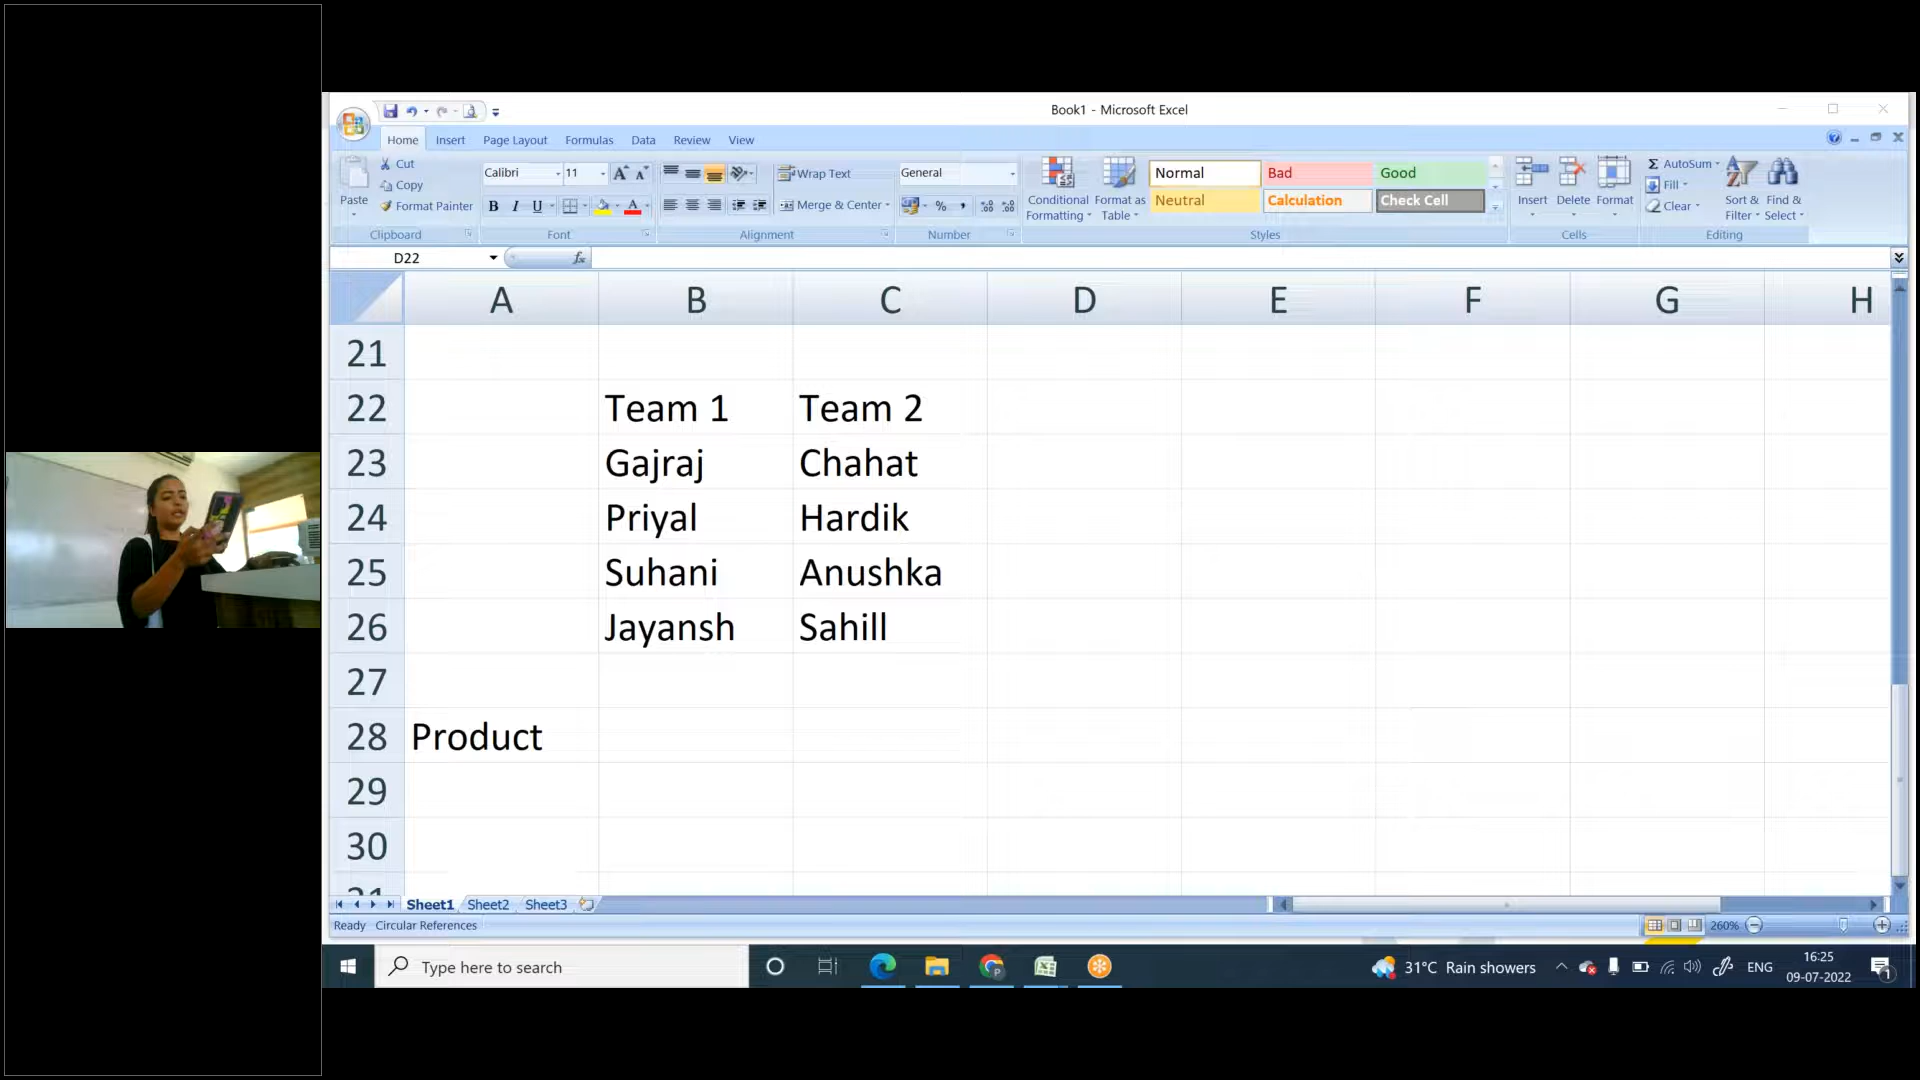 Book1 - Microsoft Excel
Home Insert Page Layout Formulas Data Review View
Paste
Cut
Copy
Format Painter
Clipboard
Calibri 11
B I U
Font
Wrap Text
Merge & Center
Alignment
General
%
Number
Conditional Formatting
Format as Table
Normal Bad Good
Neutral Calculation Check Cell
Styles
Insert Delete Format
Cells
Σ AutoSum
Fill
Clear
Sort & Filter
Find & Select
Editing
D22 fx
A B C D E F G H
21
22 Team 1 Team 2
23 Gajraj Chahat
24 Priyal Hardik
25 Suhani Anushka
26 Jayansh Sahill
27
28 Product
29
30
31
Sheet1 Sheet2 Sheet3
Ready Circular References 260%
Type here to search
31°C Rain showers ENG 16:25
09-07-2022
1